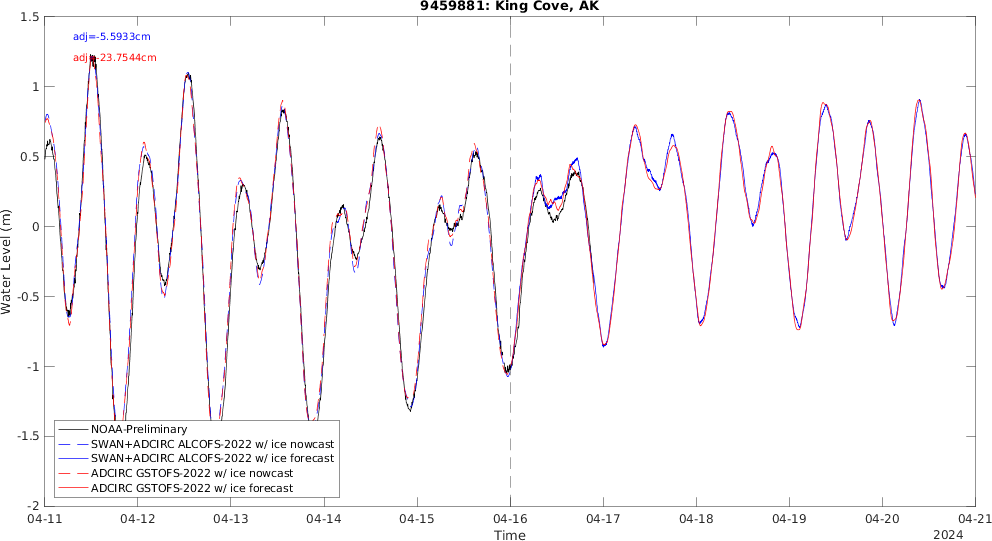 9459881: King Cove, AK
adj=-5.5933cm
adj=-23.7544cm
1.5
1
0.5
0
-0.5
-1
-1.5
-2
Water Level (m)
NOAA-Preliminary
SWAN+ADCIRC ALCOFS-2022 w/ ice nowcast
SWAN+ADCIRC ALCOFS-2022 w/ ice forecast
ADCIRC GSTOFS-2022 w/ ice nowcast
ADCIRC GSTOFS-2022 w/ ice forecast
04-11 04-12 04-13 04-14 04-15 04-16 04-17 04-18 04-19 04-20 04-21
Time
2024